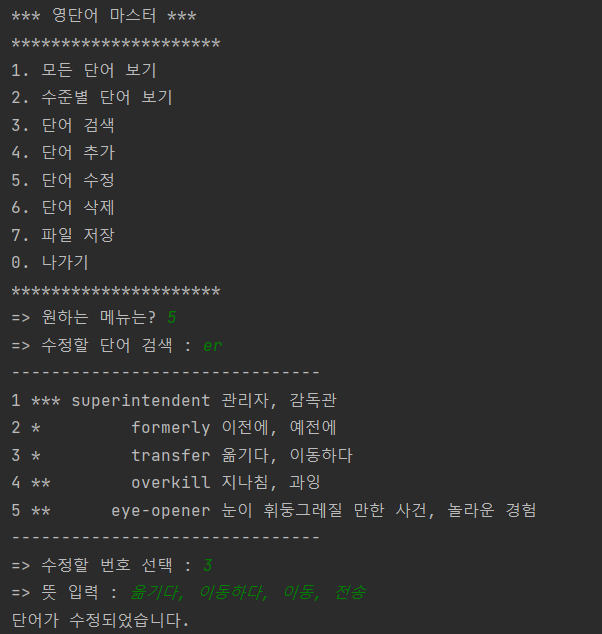 *** 영단어 마스터 ***
*********************
1. 모든 단어 보기
2. 수준별 단어 보기
3. 단어 검색
4. 단어 추가
5. 단어 수정
6. 단어 삭제
7. 파일 저장
0. 나가기
*********************
=> 원하는 메뉴는? 5
=> 수정할 단어 검색 : er
-------------------------------
1 *** superintendent 관리자, 감독관
2 *         formerly 이전에, 예전에
3 *         transfer 옮기다, 이동하다
4 **        overkill 지나침, 과잉
5 **      eye-opener 눈이 휘둥그레질 만한 사건, 놀라운 경험
-------------------------------
=> 수정할 번호 선택 : 3
=> 뜻 입력 : 옮기다, 이동하다, 이동, 전송
단어가 수정되었습니다.